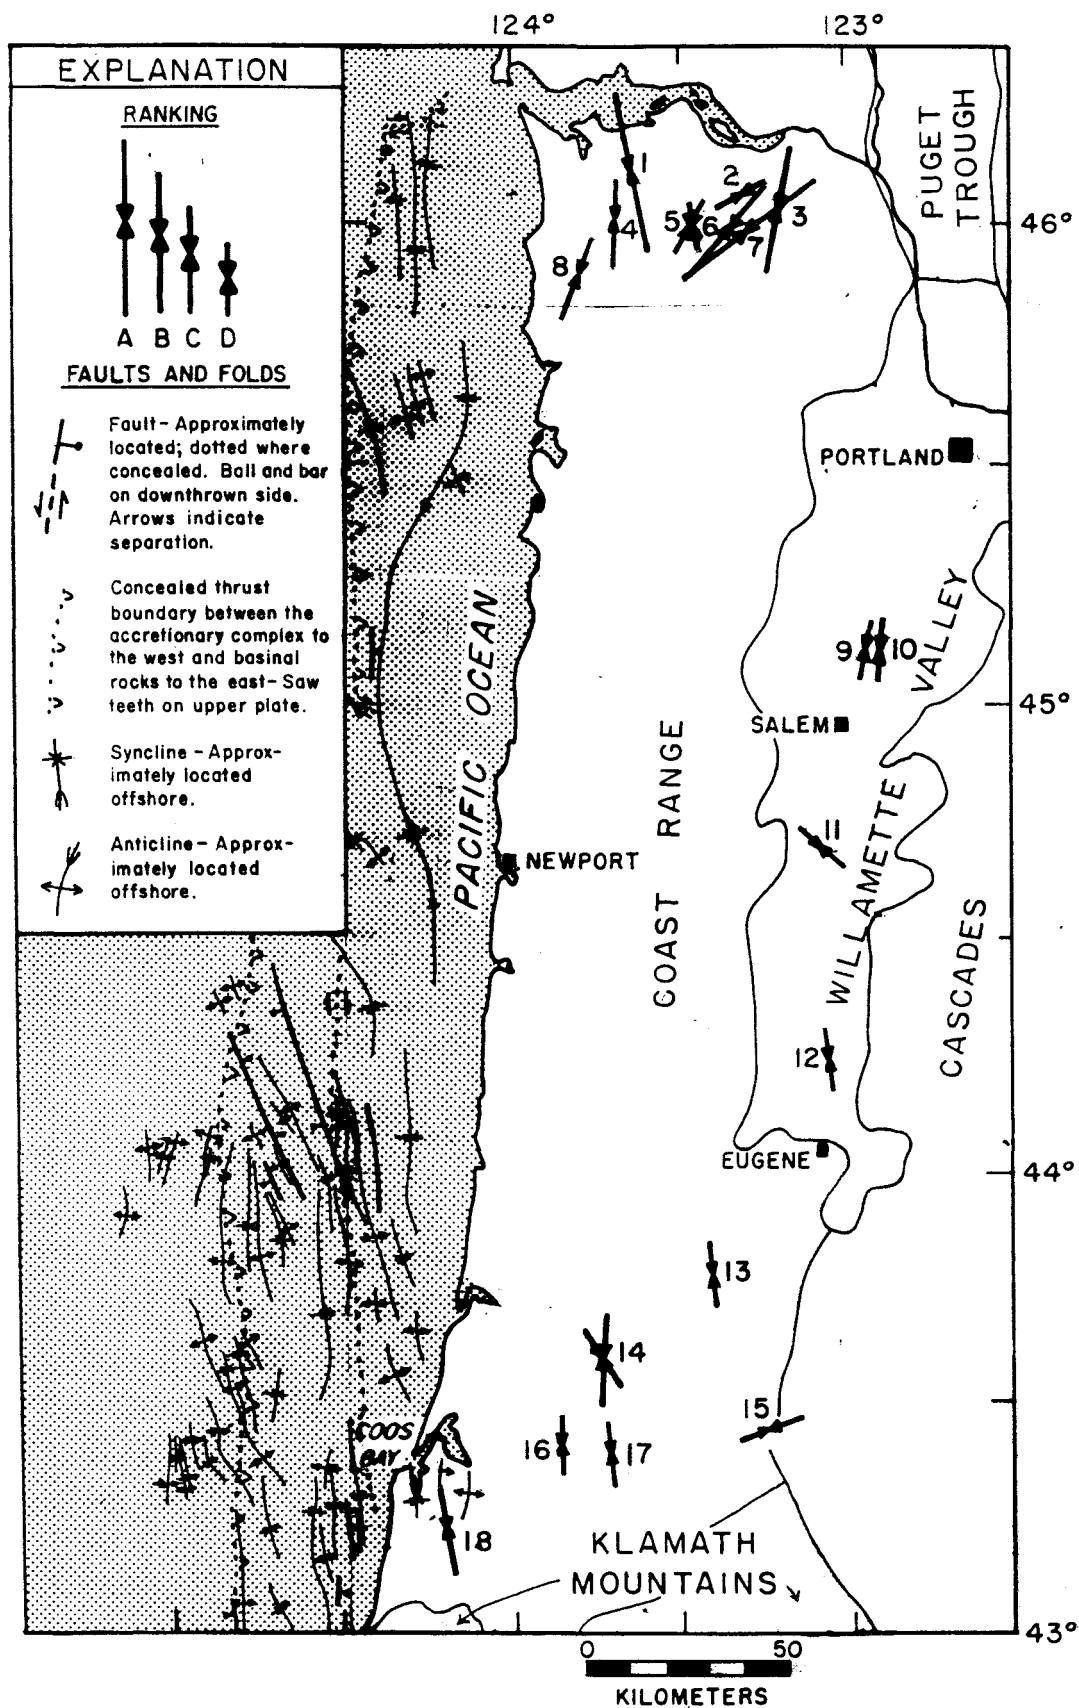 124°
123°
EXPLANATION
RANKING
A B C D
FAULTS AND FOLDS
Fault–Approximately
located; dotted where
concealed. Ball and bar
on downthrown side.
Arrows indicate
separation.
Concealed thrust
boundary between the
accretionary complex to
the west and basinal
rocks to the east–Saw
teeth on upper plate.
Syncline–Approx-
imately located
offshore.
Anticline–Approx-
imately located
offshore.
PUGET
TROUGH
1
2
3
4
5
6
7
8
46°
PORTLAND
PACIFIC OCEAN
COAST RANGE
WILLAMETTE VALLEY
CASCADES
9
10
45°
SALEM
11
NEWPORT
12
EUGENE
44°
13
14
15
16
17
COOS
BAY
18
KLAMATH
MOUNTAINS
43°
0 50
KILOMETERS